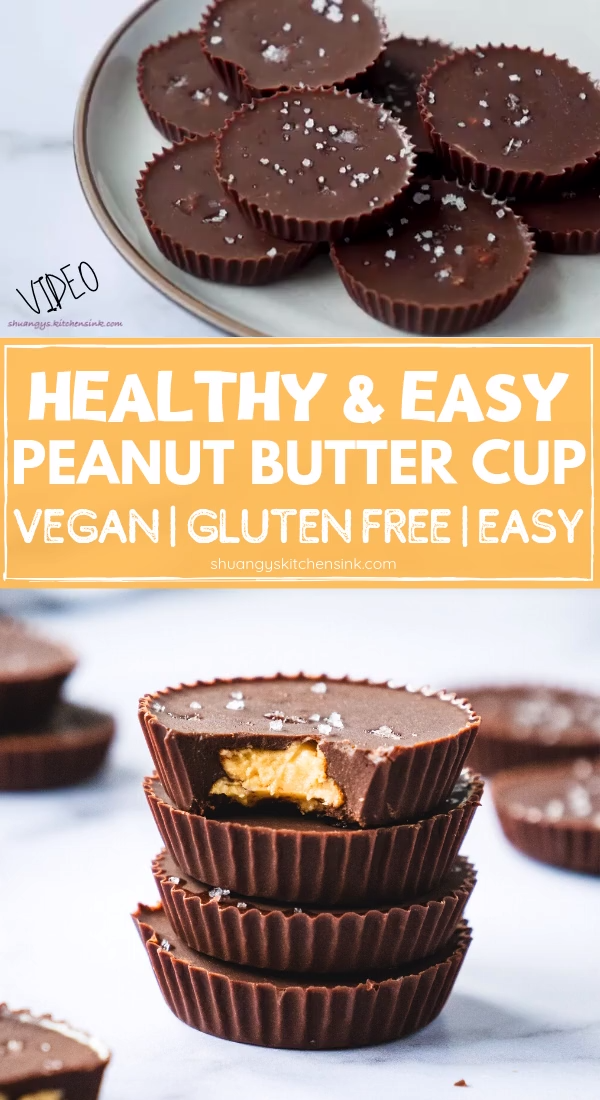 VIDEO
shuangys.kitchensink.com
HEALTHY & EASY
PEANUT BUTTER CUP
VEGAN | GLUTEN FREE | EASY
shuangyskitchensink.com